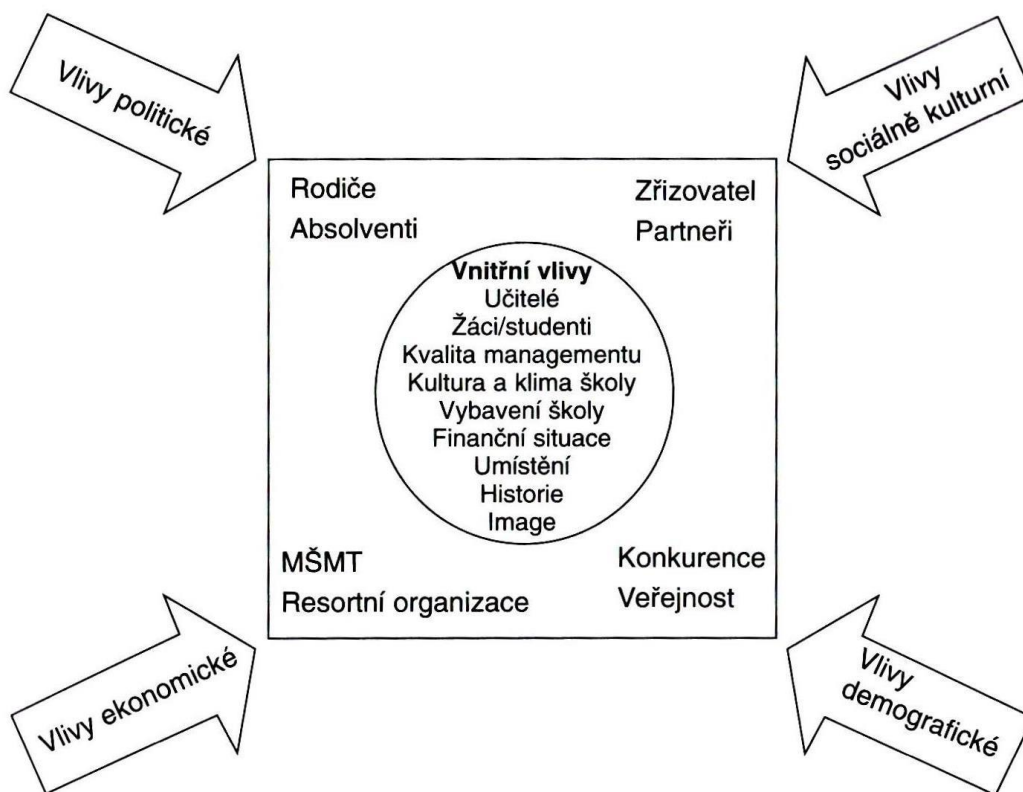 Vlivy politické
Vlivy
sociálně kulturní
Rodiče
Absolventi
Zřizovatel
Partneři
Vnitřní vlivy
Učitelé
Žáci/studenti
Kvalita managementu
Kultura a klima školy
Vybavení školy
Finanční situace
Umístění
Historie
Image
MŠMT
Resortní organizace
Konkurence
Veřejnost
Vlivy ekonomické
Vlivy
demografické